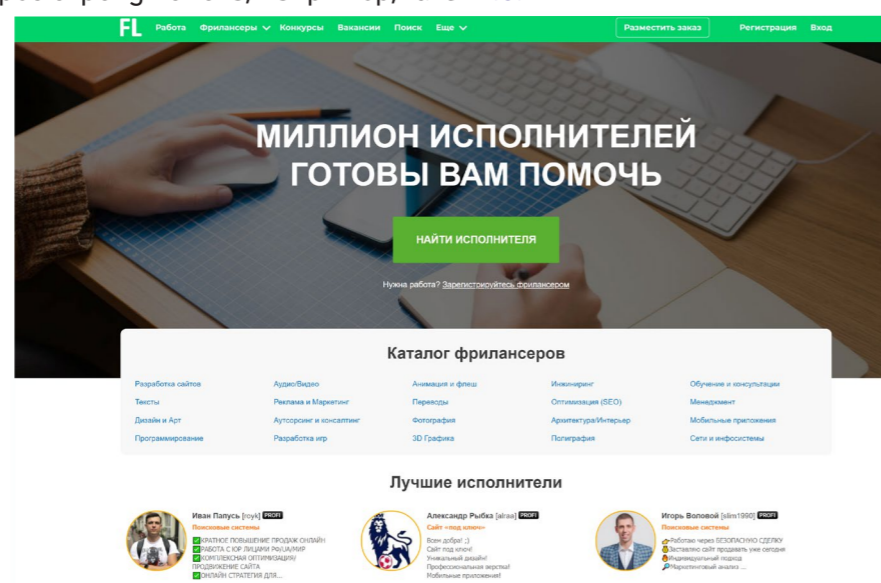 FL Работа Фрилансеры Конкурсы Вакансии Поиск Еще Разместить заказ Регистрация Вход
МИЛЛИОН ИСПОЛНИТЕЛЕЙ
ГОТОВЫ ВАМ ПОМОЧЬ
НАЙТИ ИСПОЛНИТЕЛЯ
Нужна работа? Зарегистрируйтесь фрилансером
Каталог фрилансеров
Разработка сайтов Аудио/Видео Анимация и флеш Инжиниринг Обучение и консультации
Тексты Реклама и Маркетинг Переводы Оптимизация (SEO) Менеджмент
Дизайн и Арт Аутсорсинг и консалтинг Фотография Архитектура/Интерьер Мобильные приложения
Программирование Разработка игр 3D Графика Полиграфия Сети и инфосистемы
Лучшие исполнители
Иван Папусь [royk] PROFI
Поисковые системы
✅КРАТНОЕ ПОВЫШЕНИЕ ПРОДАЖ ОНЛАЙН
✅РАБОТА С ЮР ЛИЦАМИ РФ/UA/МИР
✅КОМПЛЕКСНАЯ ОПТИМИЗАЦИЯ/
ПРОДВИЖЕНИЕ САЙТА
✅ОНЛАЙН СТРАТЕГИЯ ДЛЯ...
Александр Рыбка PROFI
Сайт «под ключ»
Всем добра! ;)
Сайт под ключ!
Уникальный дизайн!
Профессиональная верстка!
Мобильные приложения!
Игорь Воловой [slim1990] PROFI
Поисковые системы
Работаю через БЕЗОПАСНУЮ СДЕЛКУ
Заставлю сайт продавать уже сегодня
Индивидуальный подход
Маркетинговый анализ ...